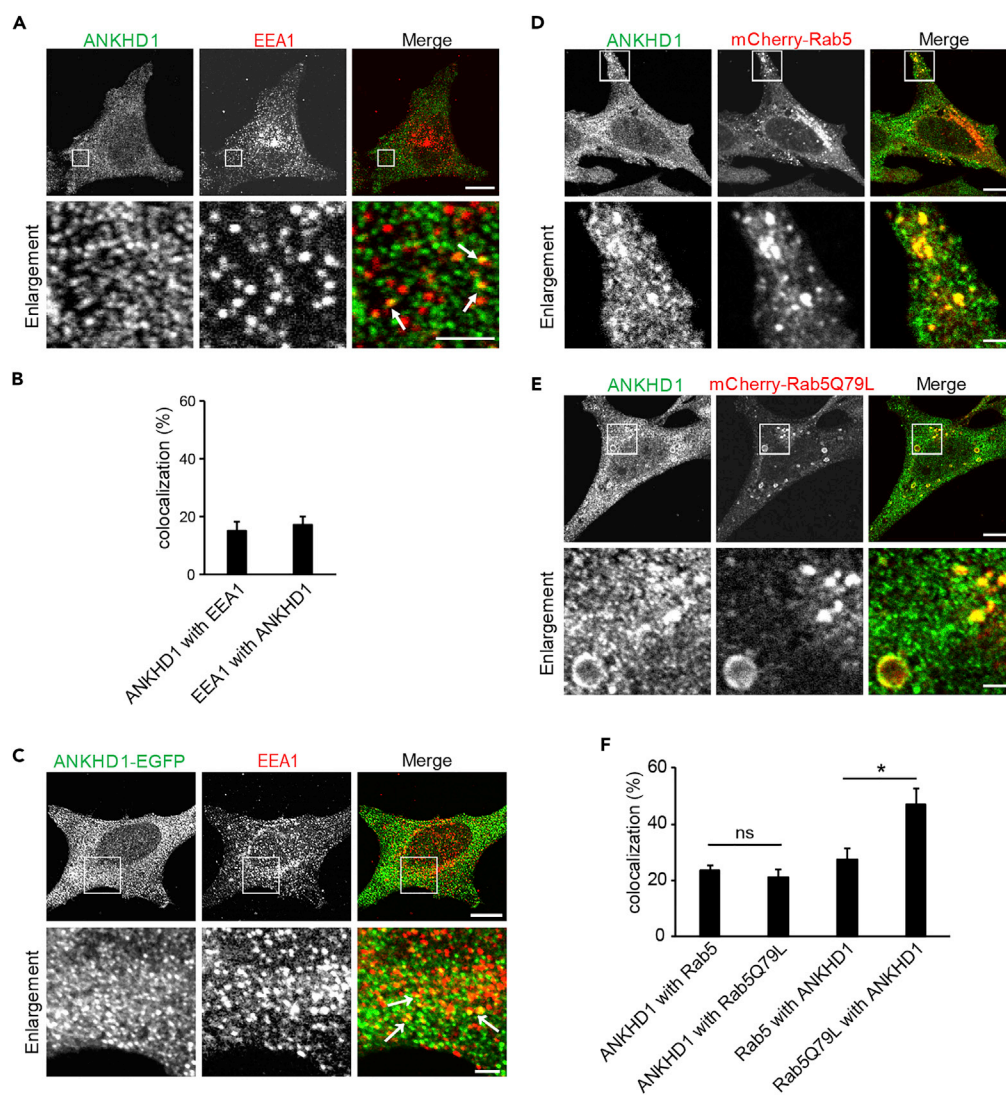 A
ANKHD1 EEA1 Merge
Enlargement
B
colocalization (%)
60
40
20
0
ANKHD1 with EEA1
EEA1 with ANKHD1
C
ANKHD1-EGFP EEA1 Merge
Enlargement
D
ANKHD1 mCherry-Rab5 Merge
Enlargement
E
ANKHD1 mCherry-Rab5Q79L Merge
Enlargement
F
colocalization (%)
60
40
20
0
ns
*
ANKHD1 with Rab5
ANKHD1 with Rab5Q79L
Rab5 with ANKHD1
Rab5Q79L with ANKHD1